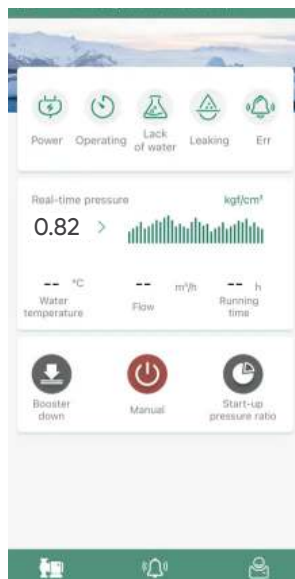 Power
Operating
Lack
of water
Leaking
Err
Real-time pressure
kgf/cm²
0.82 >
-- °C
-- m³/h
-- h
Water
temperature
Flow
Running
time
Booster
down
Manual
Start-up
pressure ratio